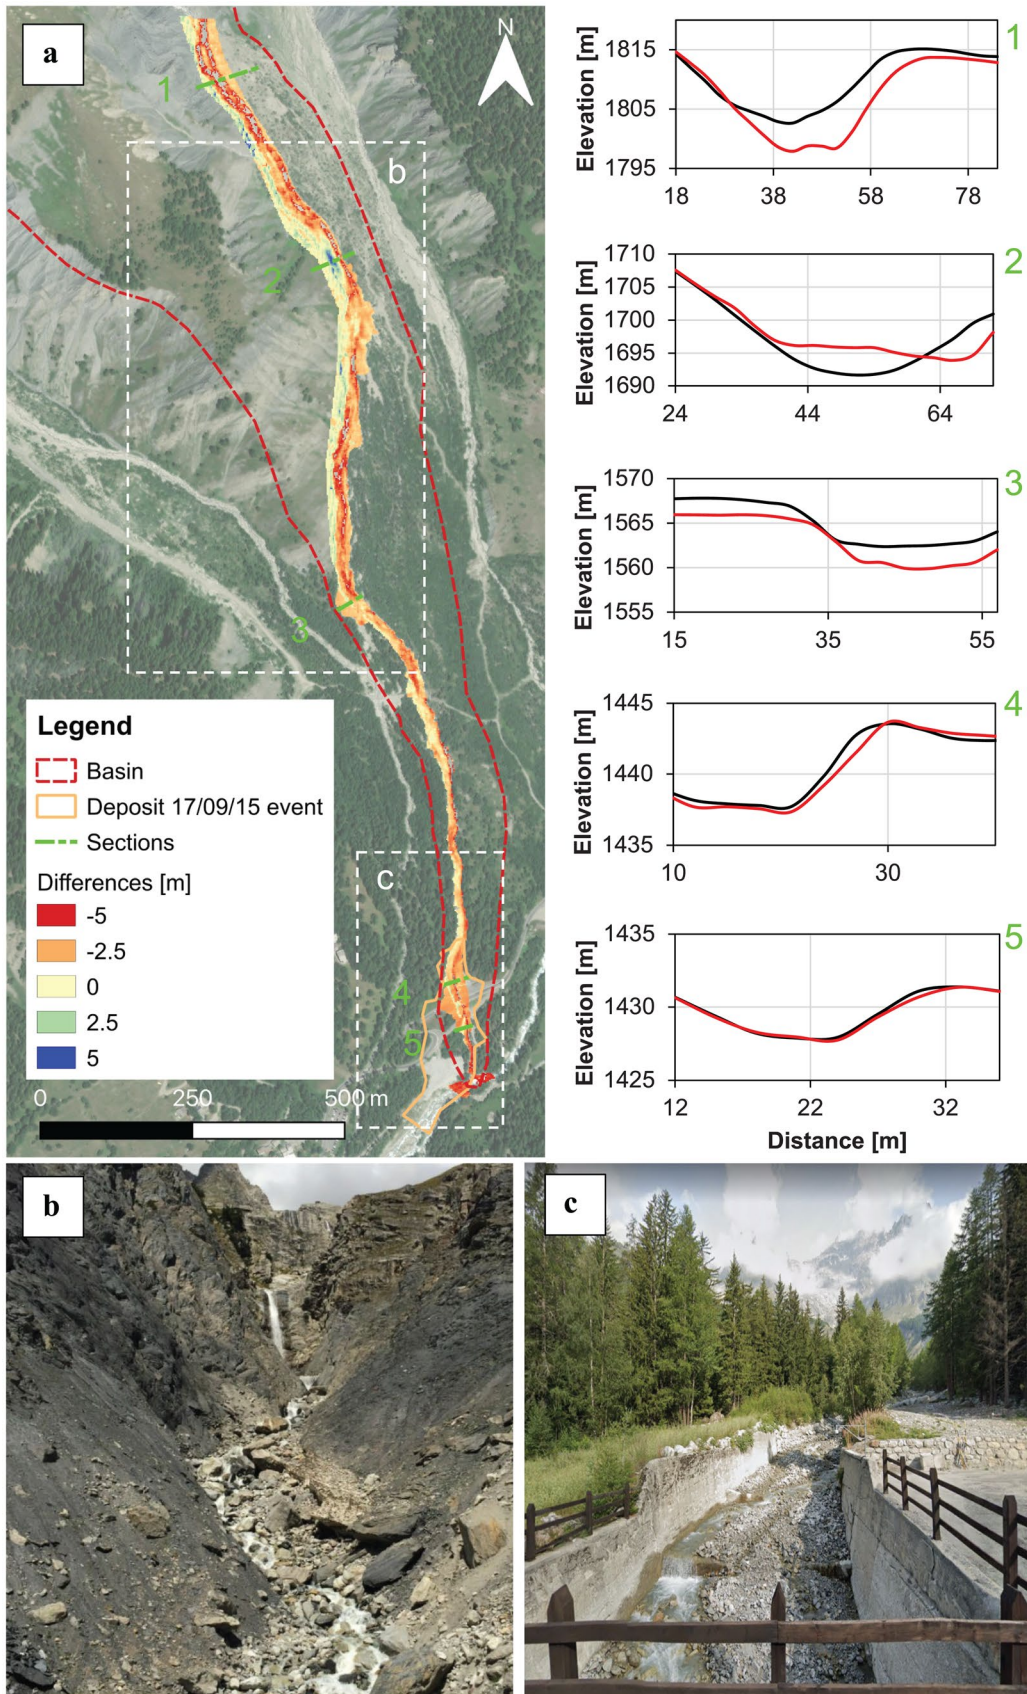 a
N
1
b
2
3
c
4
5
Legend
Basin
Deposit 17/09/15 event
Sections
Differences [m]
-5
-2.5
0
2.5
5
0 250 500 m
1
Elevation [m]
1815
1805
1795
18 38 58 78
2
Elevation [m]
1710
1705
1700
1695
1690
24 44 64
3
Elevation [m]
1570
1565
1560
1555
15 35 55
4
Elevation [m]
1445
1440
1435
10 30
5
Elevation [m]
1435
1430
1425
12 22 32
Distance [m]
b
c